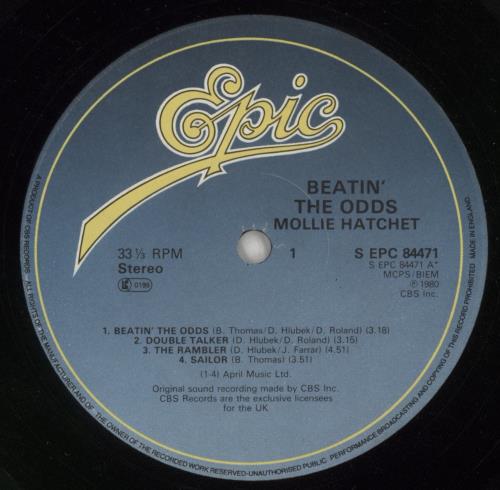 Epic
BEATIN'
THE ODDS
MOLLIE HATCHET
33⅓ RPM
Stereo
LC 0199
1
S EPC 84471
S EPC 84471 A*
MCPS/BIEM
Ⓟ 1980
CBS Inc.
1. BEATIN' THE ODDS (B. Thomas/D. Hlubek/D. Roland) (3.18)
2. DOUBLE TALKER (D. Hlubek/D. Roland) (3.15)
3. THE RAMBLER (D. Hlubek/J. Farrar) (4.51)
4. SAILOR (B. Thomas) (3.51)
(1-4) April Music Ltd.
Original sound recording made by CBS Inc.
CBS Records are the exclusive licensees
for the UK
A PRODUCT OF CBS RECORDS . ALL RIGHTS OF THE MANUFACTURER AND OF THE OWNER OF THE RECORDED WORK RESERVED-UNAUTHORISED PUBLIC PERFORMANCE BROADCASTING AND COPYING OF THIS RECORD PROHIBITED. MADE IN ENGLAND.